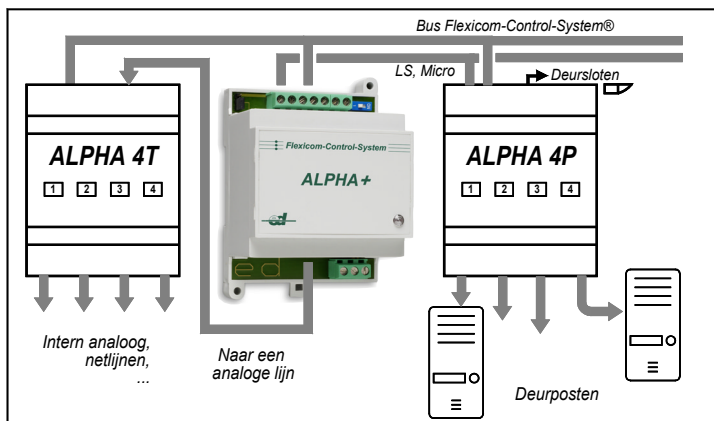 Bus Flexicom-Control-System®
LS, Micro
Deursloten
ALPHA 4T
1 2 3 4
Flexicom-Control-System
ALPHA+
ed
ALPHA 4P
1 2 3 4
Intern analoog,
netlijnen,
...
Naar een
analoge lijn
Deurposten